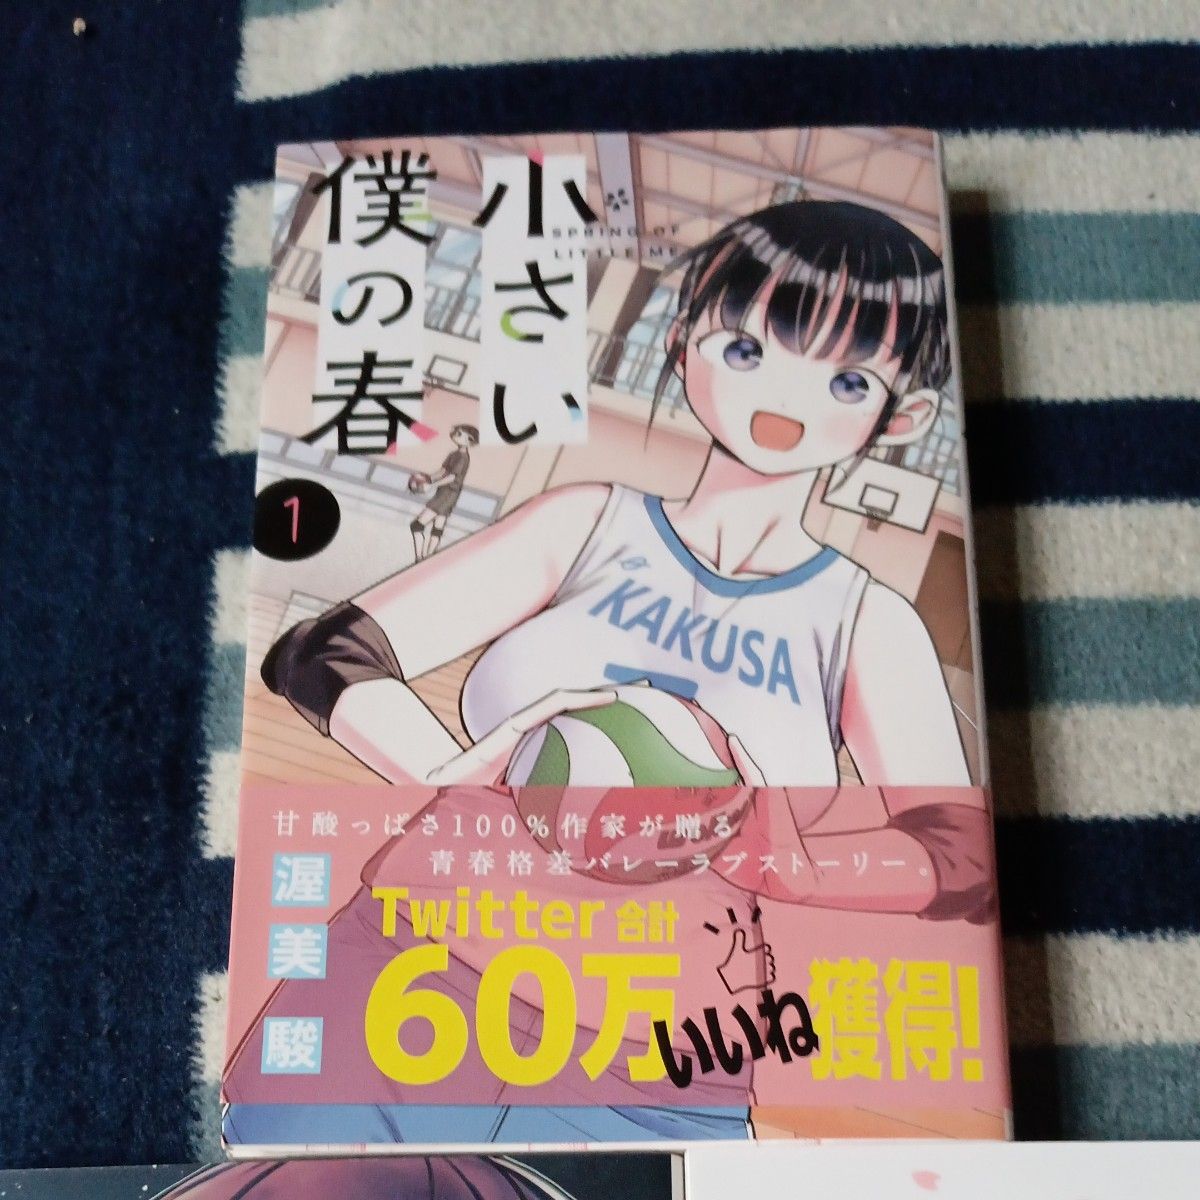 小さい
僕の春
SPRING OF
LITTLE ME
1
KAKUSA
甘酸っぱさ100%作家が贈る
青春格差バレーラブストーリー。
渥美駿
Twitter合計
60万いいね獲得!